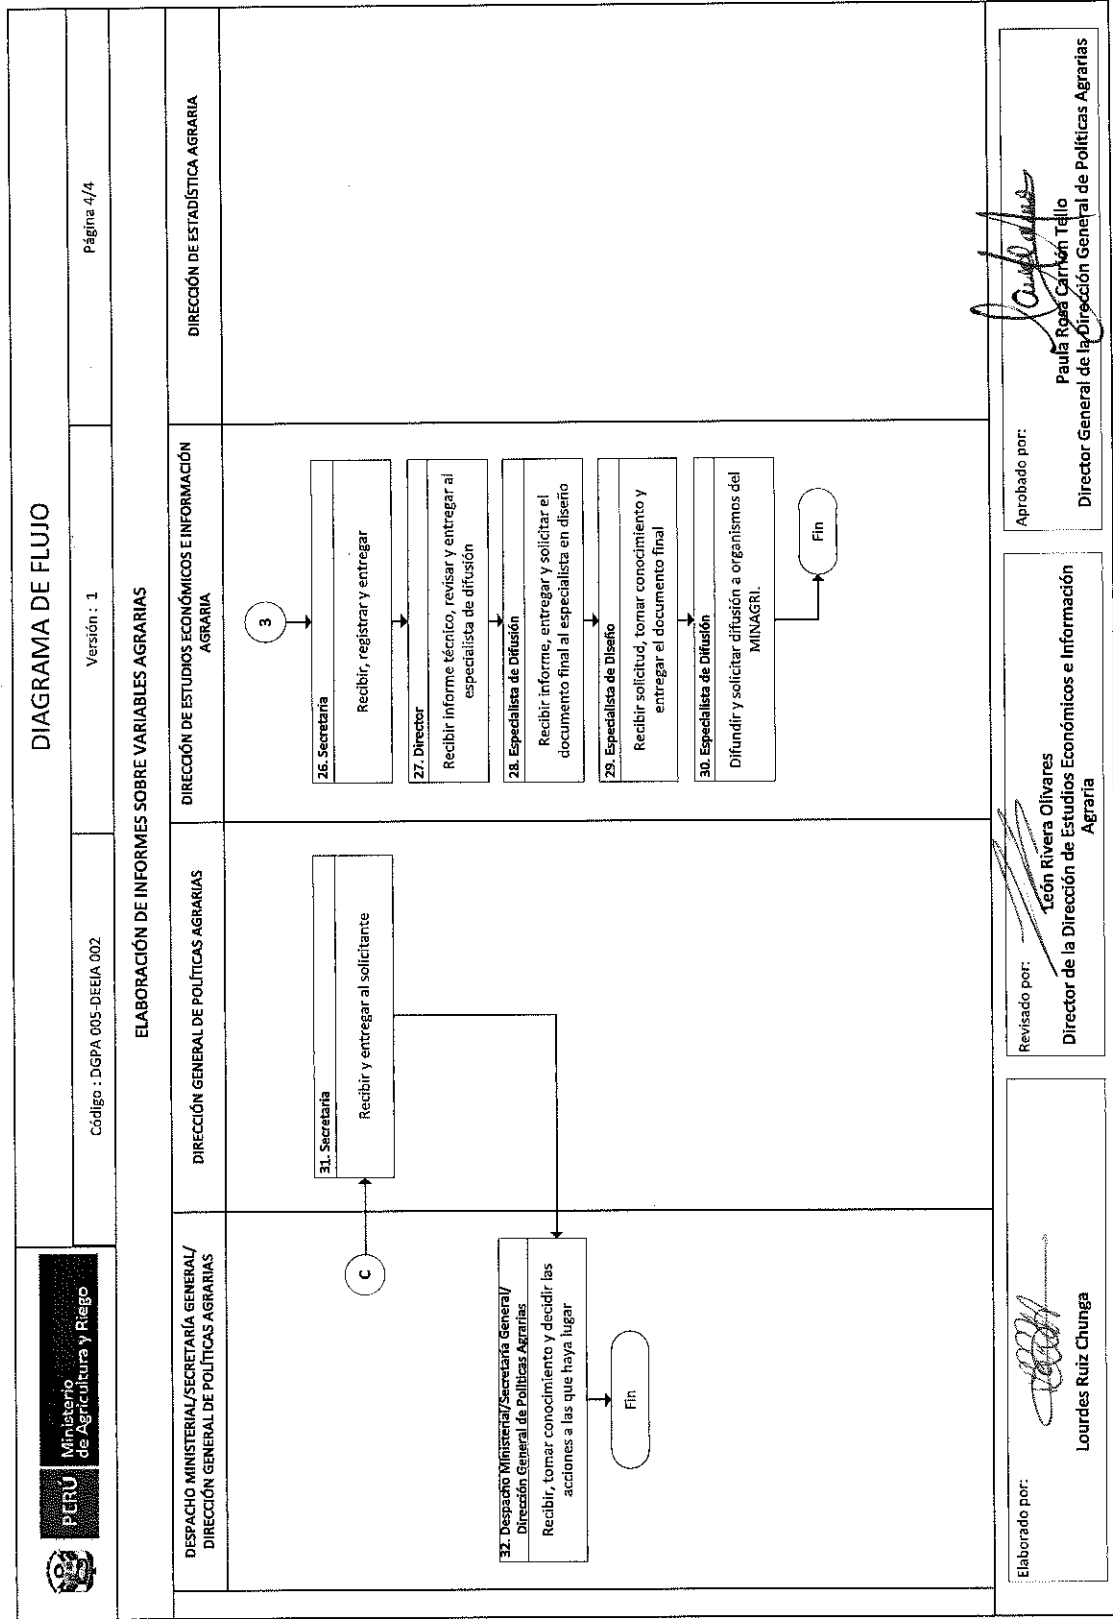 PERÚ
Ministerio
de Agricultura y Riego
DIAGRAMA DE FLUJO
Código : DGPA 005-DEEIA 002
Versión : 1
Página 4/4
ELABORACIÓN DE INFORMES SOBRE VARIABLES AGRARIAS
DESPACHO MINISTERIAL/SECRETARÍA GENERAL/
DIRECCIÓN GENERAL DE POLÍTICAS AGRARIAS
DIRECCIÓN GENERAL DE POLÍTICAS AGRARIAS
DIRECCIÓN DE ESTUDIOS ECONÓMICOS E INFORMACIÓN
AGRARIA
DIRECCIÓN DE ESTADÍSTICA AGRARIA
3
26. Secretaria
Recibir, registrar y entregar
27. Director
Recibir informe técnico, revisar y entregar al
especialista de difusión
28. Especialista de Difusión
Recibir informe, entregar y solicitar el
documento final al especialista en diseño
29. Especialista de Diseño
Recibir solicitud, tomar conocimiento y
entregar el documento final
30. Especialista de Difusión
Difundir y solicitar difusión a organismos del
MINAGRI.
Fin
C
31. Secretaria
Recibir y entregar al solicitante
32. Despacho Ministerial/Secretaría General/
Dirección General de Políticas Agrarias
Recibir, tomar conocimiento y decidir las
acciones a las que haya lugar
Fin
Elaborado por:
Lourdes Ruiz Chunga
Revisado por:
León Rivera Olivares
Director de la Dirección de Estudios Económicos e Información
Agraria
Aprobado por:
Paula Rosa Carrión Tello
Director General de la Dirección General de Políticas Agrarias